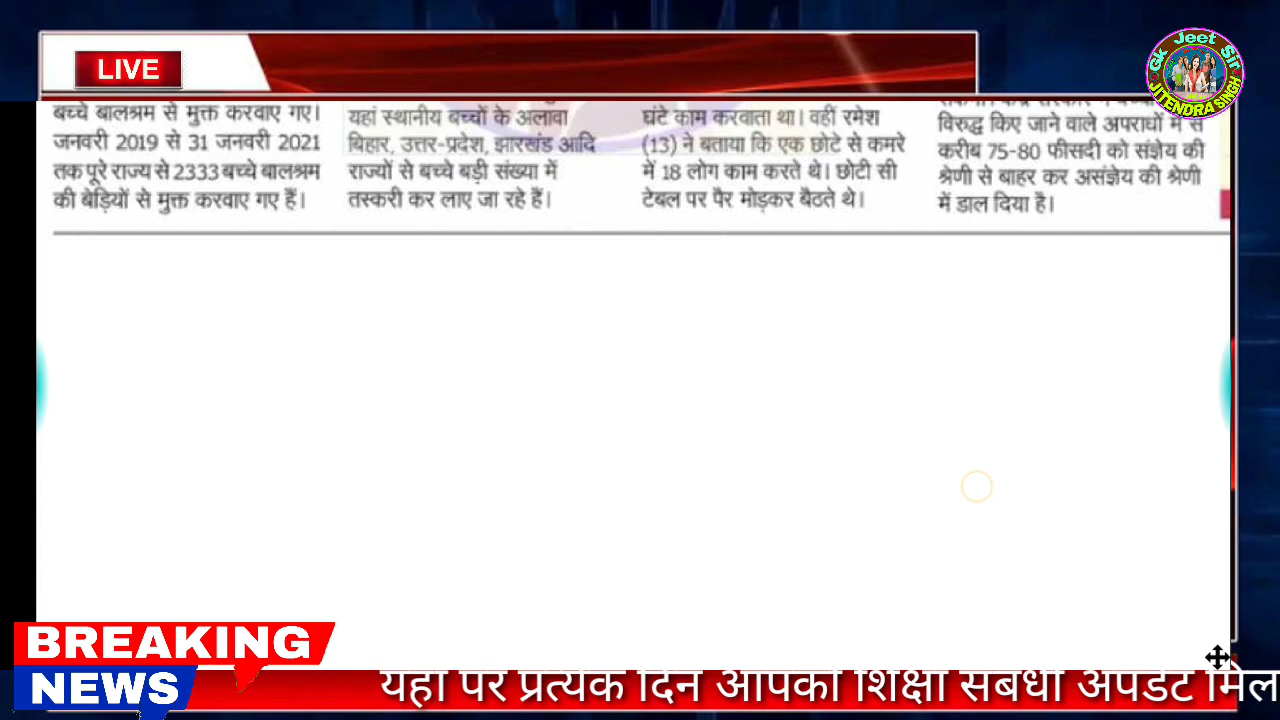 LIVE
Gk Jeet Sir
JITENDRA SINGH
बच्चे बालश्रम से मुक्त करवाए गए।
जनवरी 2019 से 31 जनवरी 2021
तक पूरे राज्य से 2333 बच्चे बालश्रम
की बेड़ियों से मुक्त करवाए गए हैं।
यहां स्थानीय बच्चों के अलावा
बिहार, उत्तर-प्रदेश, झारखंड आदि
राज्यों से बच्चे बड़ी संख्या में
तस्करी कर लाए जा रहे हैं।
घंटे काम करवाता था। वहीं रमेश
(13) ने बताया कि एक छोटे से कमरे
में 18 लोग काम करते थे। छोटी सी
टेबल पर पैर मोड़कर बैठते थे।
विरुद्ध किए जाने वाले अपराधों में से
करीब 75-80 फीसदी को संज्ञेय की
श्रेणी से बाहर कर असंज्ञेय की श्रेणी
में डाल दिया है।
BREAKING
NEWS
यहां पर प्रत्येक दिन आपको शिक्षा संबंधी अपडेट मिल